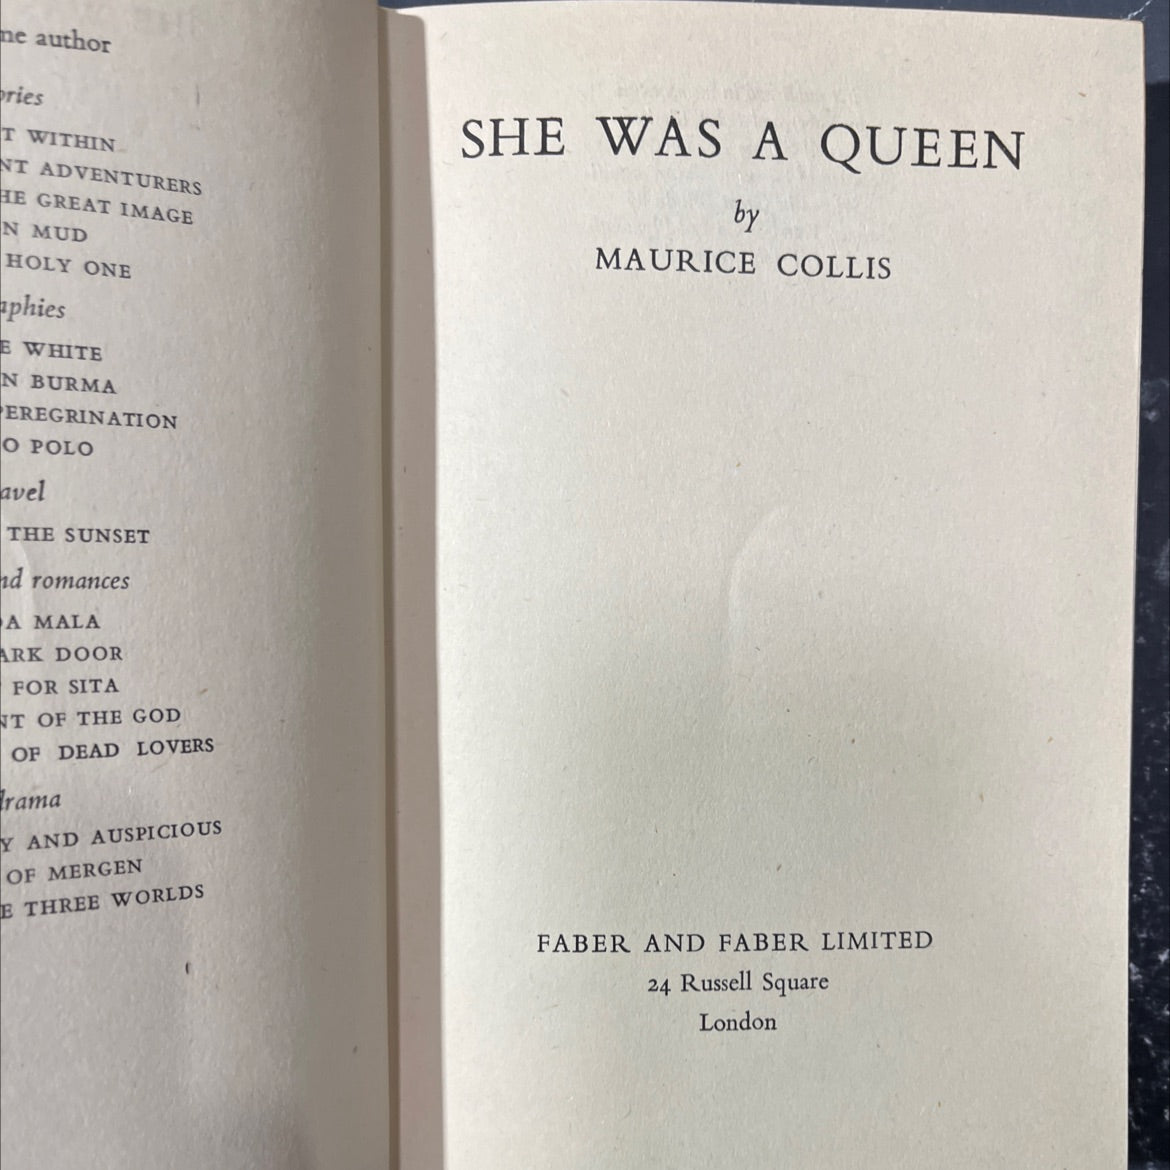 me author
ories
T WITHIN
NT ADVENTURERS
HE GREAT IMAGE
N MUD
HOLY ONE
aphies
E WHITE
N BURMA
PEREGRINATION
O POLO
avel
THE SUNSET
nd romances
DA MALA
ARK DOOR
FOR SITA
NT OF THE GOD
OF DEAD LOVERS
drama
Y AND AUSPICIOUS
OF MERGEN
E THREE WORLDS
SHE WAS A QUEEN
by
MAURICE COLLIS
FABER AND FABER LIMITED
24 Russell Square
London